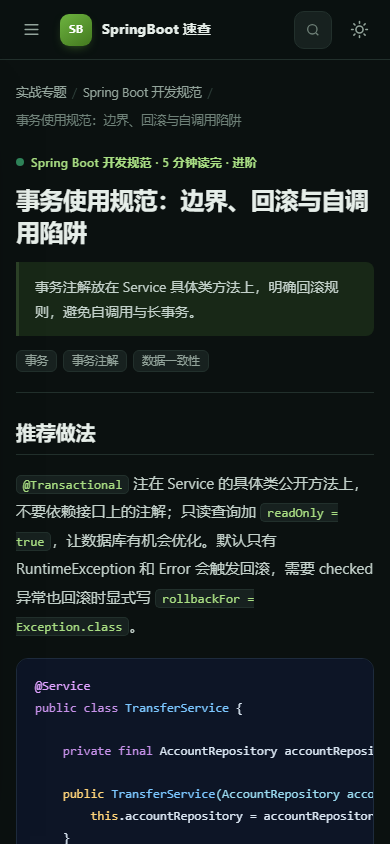 SB SpringBoot 速查
实战专题 / Spring Boot 开发规范 /
事务使用规范：边界、回滚与自调用陷阱
Spring Boot 开发规范 · 5 分钟读完 · 进阶
事务使用规范：边界、回滚与自调
用陷阱
事务注解放在 Service 具体类方法上，明确回滚规
则，避免自调用与长事务。
事务 事务注解 数据一致性
推荐做法
@Transactional 注在 Service 的具体类公开方法上，
不要依赖接口上的注解；只读查询加 readOnly =
true ，让数据库有机会优化。默认只有
RuntimeException 和 Error 会触发回滚，需要 checked
异常也回滚时显式写 rollbackFor =
Exception.class 。
@Service
public class TransferService {
private final AccountRepository accountReposi
public TransferService(AccountRepository acco
this.accountRepository = accountRepositor
}